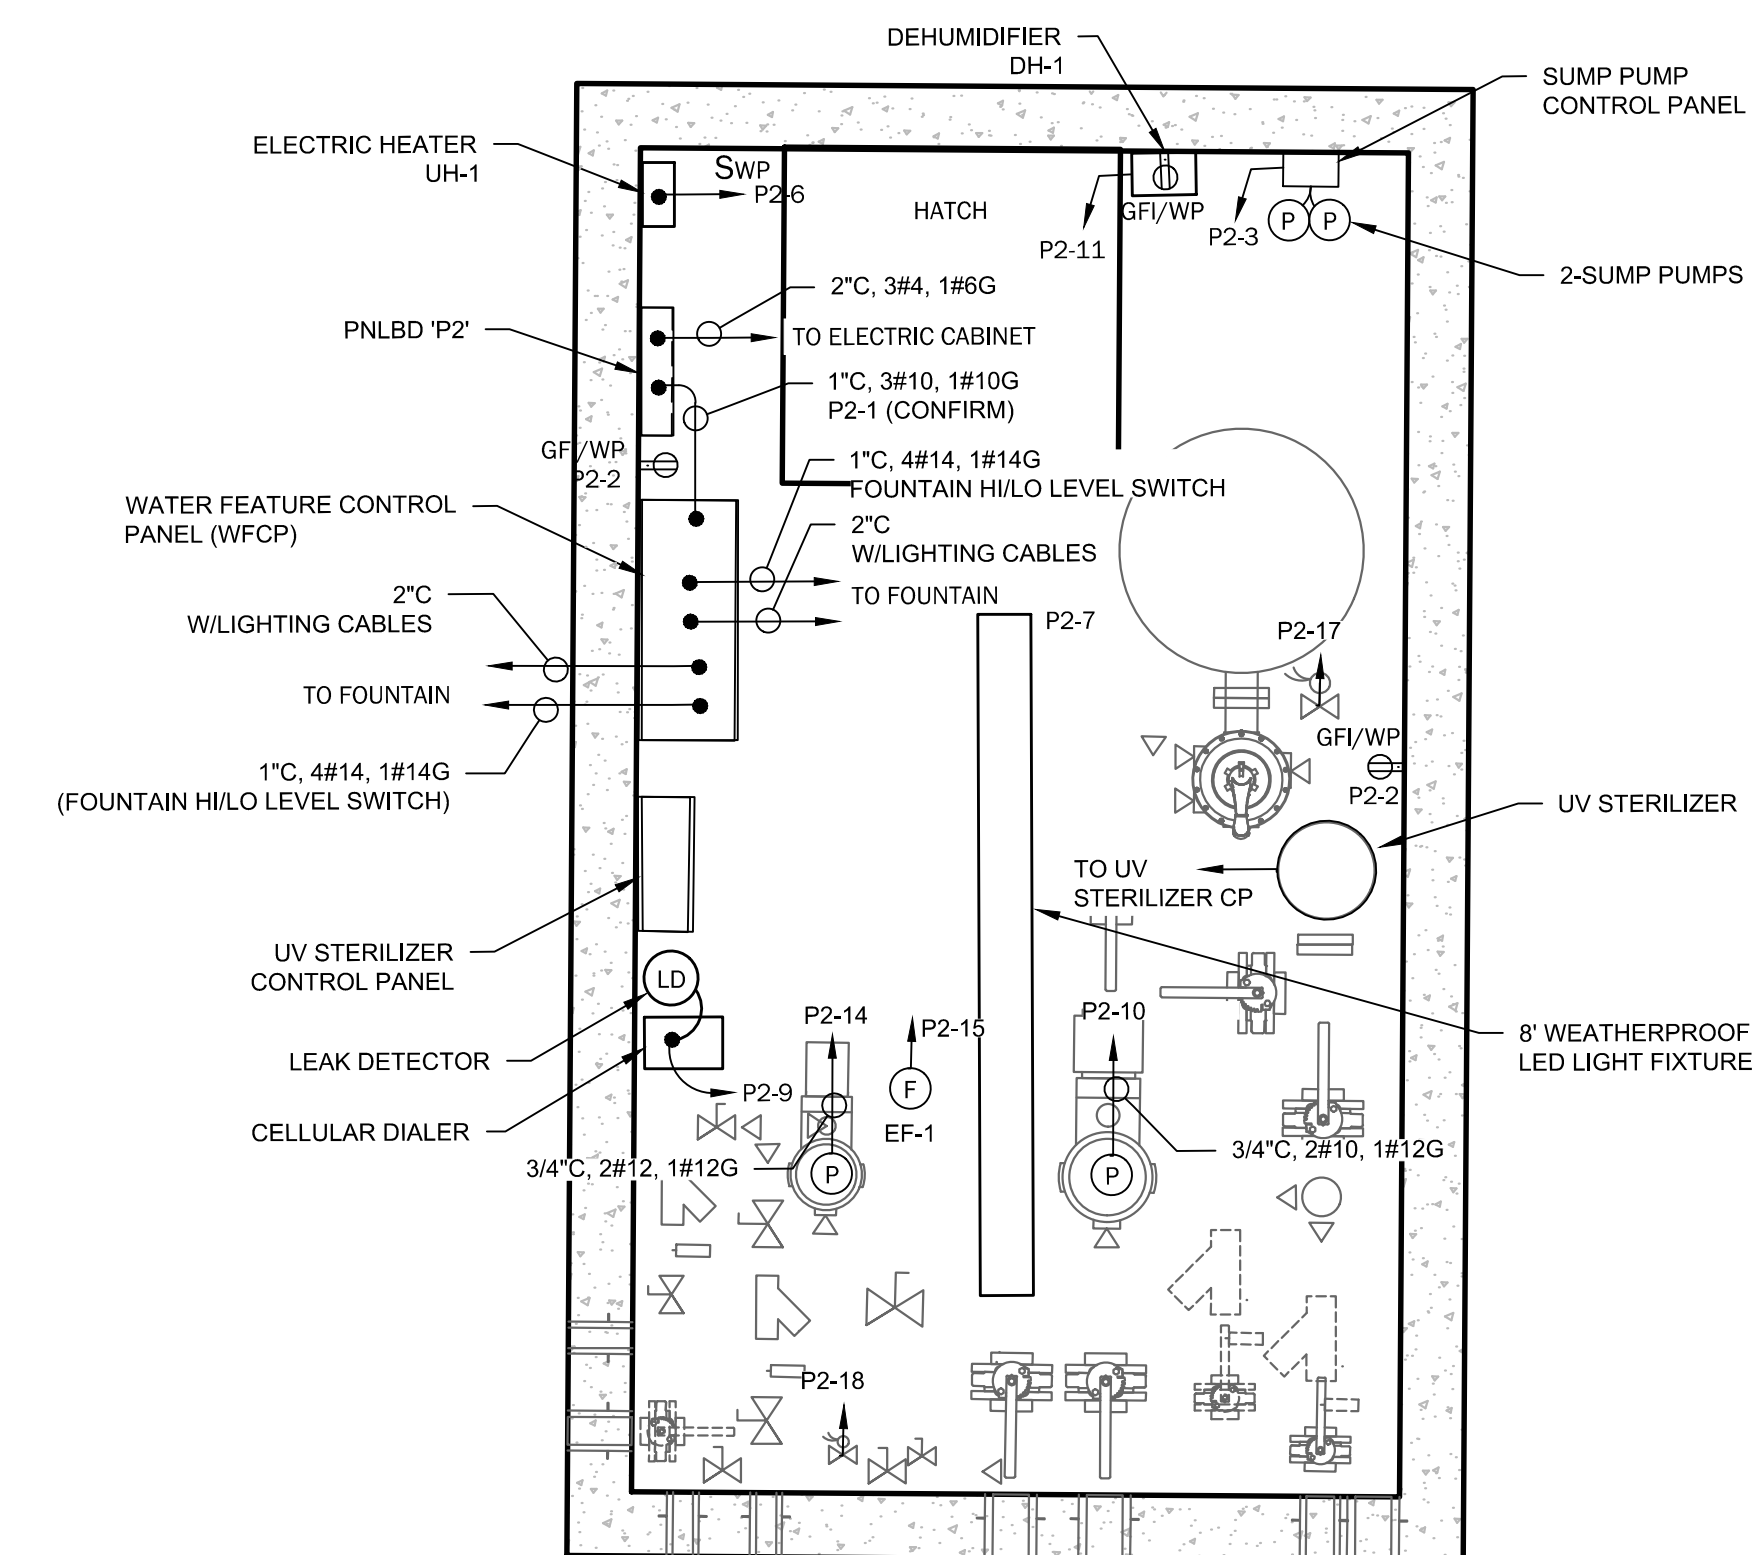 DEHUMIDIFIER
DH-1
SUMP PUMP
CONTROL PANEL
ELECTRIC HEATER
UH-1
SWP
P2-6
HATCH
GFI/WP
P2-11
P2-3
P P
2-SUMP PUMPS
2"C, 3#4, 1#6G
PNLBD 'P2'
TO ELECTRIC CABINET
1"C, 3#10, 1#10G
P2-1 (CONFIRM)
GFI/WP
P2-2
1"C, 4#14, 1#14G
FOUNTAIN HI/LO LEVEL SWITCH
WATER FEATURE CONTROL
PANEL (WFCP)
2"C
W/LIGHTING CABLES
TO FOUNTAIN
2"C
W/LIGHTING CABLES
P2-7
P2-17
TO FOUNTAIN
GFI/WP
P2-2
1"C, 4#14, 1#14G
(FOUNTAIN HI/LO LEVEL SWITCH)
UV STERILIZER
TO UV
STERILIZER CP
UV STERILIZER
CONTROL PANEL
LD
P2-14
P2-15
P2-10
8' WEATHERPROOF
LED LIGHT FIXTURE
LEAK DETECTOR
P2-9
F
EF-1
CELLULAR DIALER
3/4"C, 2#12, 1#12G
P
P
3/4"C, 2#10, 1#12G
P2-18